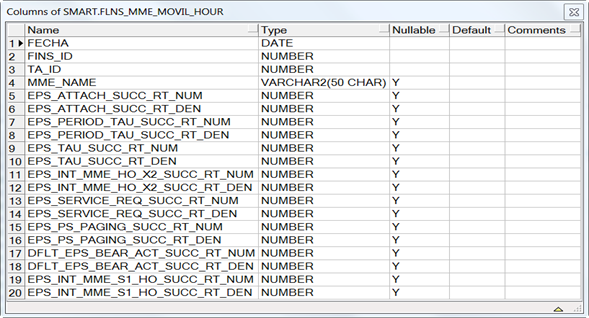 Columns of SMART.FLNS_MME_MOVIL_HOUR
Name Type Nullable Default Comments
1 FECHA DATE
2 FINS_ID NUMBER
3 TA_ID NUMBER
4 MME_NAME VARCHAR2(50 CHAR) Y
5 EPS_ATTACH_SUCC_RT_NUM NUMBER Y
6 EPS_ATTACH_SUCC_RT_DEN NUMBER Y
7 EPS_PERIOD_TAU_SUCC_RT_NUM NUMBER Y
8 EPS_PERIOD_TAU_SUCC_RT_DEN NUMBER Y
9 EPS_TAU_SUCC_RT_NUM NUMBER Y
10 EPS_TAU_SUCC_RT_DEN NUMBER Y
11 EPS_INT_MME_HO_X2_SUCC_RT_NUM NUMBER Y
12 EPS_INT_MME_HO_X2_SUCC_RT_DEN NUMBER Y
13 EPS_SERVICE_REQ_SUCC_RT_NUM NUMBER Y
14 EPS_SERVICE_REQ_SUCC_RT_DEN NUMBER Y
15 EPS_PS_PAGING_SUCC_RT_NUM NUMBER Y
16 EPS_PS_PAGING_SUCC_RT_DEN NUMBER Y
17 DFLT_EPS_BEAR_ACT_SUCC_RT_NUM NUMBER Y
18 DFLT_EPS_BEAR_ACT_SUCC_RT_DEN NUMBER Y
19 EPS_INT_MME_S1_HO_SUCC_RT_NUM NUMBER Y
20 EPS_INT_MME_S1_HO_SUCC_RT_DEN NUMBER Y